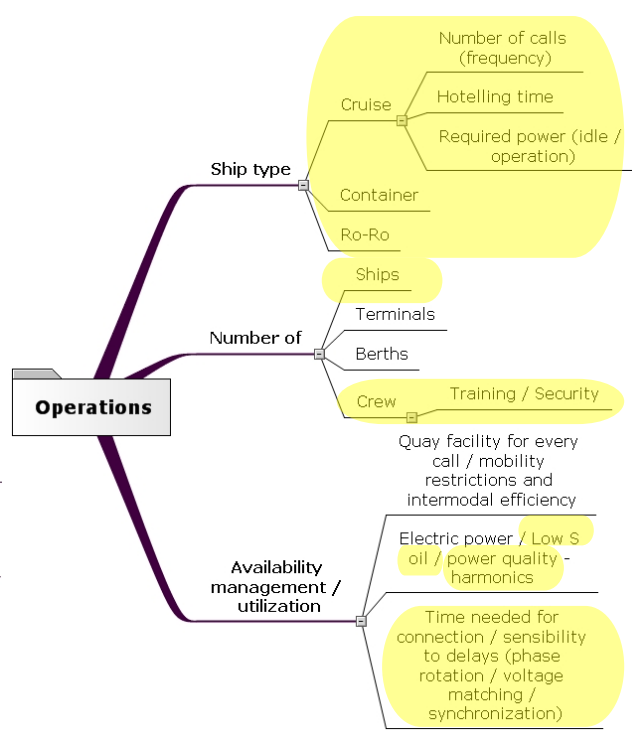 Number of calls
(frequency)
Cruise
Hotelling time
Required power (idle /
operation)
Ship type
Container
Ro-Ro
Ships
Number of
Terminals
Berths
Crew
Training / Security
Operations
Quay facility for every
call / mobility
restrictions and
intermodal efficiency
Electric power / Low S
oil / power quality -
harmonics
Availability
management /
utilization
Time needed for
connection / sensibility
to delays (phase
rotation / voltage
matching /
synchronization)